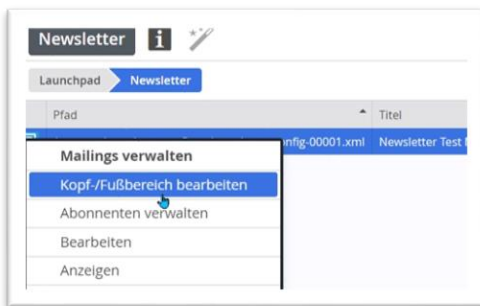 Newsletter
Launchpad Newsletter
Pfad Titel
onfig-00001.xml Newsletter Test
Mailings verwalten
Kopf-/Fußbereich bearbeiten
Abonnenten verwalten
Bearbeiten
Anzeigen